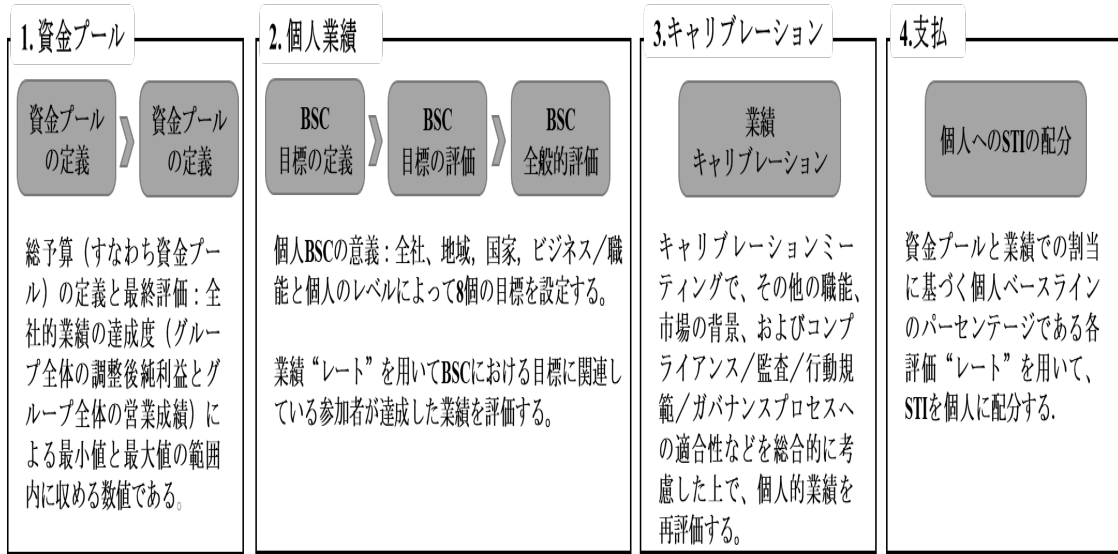 1. 資金プール
資金プール
の定義
資金プール
の定義
総予算（すなわち資金プー
ル）の定義と最終評価：全
社的業績の達成度（グルー
プ全体の調整後純利益とグ
ループ全体の営業成績）に
よる最小値と最大値の範囲
内に収める数値である。
2. 個人業績
BSC
目標の定義
BSC
目標の評価
BSC
全般的評価
個人BSCの意義：全社、地域，国家，ビジネス／職
能と個人のレベルによって8個の目標を設定する。
業績“レート”を用いてBSCにおける目標に関連し
ている参加者が達成した業績を評価する。
3.キャリブレーション
業績
キャリブレーション
キャリブレーションミー
ティングで、その他の職能、
市場の背景、およびコンプ
ライアンス／監査／行動規
範／ガバナンスプロセスへ
の適合性などを総合的に考
慮した上で、個人的業績を
再評価する。
4.支払
個人へのSTIの配分
資金プールと業績での割当
に基づく個人ベースライン
のパーセンテージである各
評価“レート”を用いて、
STIを個人に配分する.